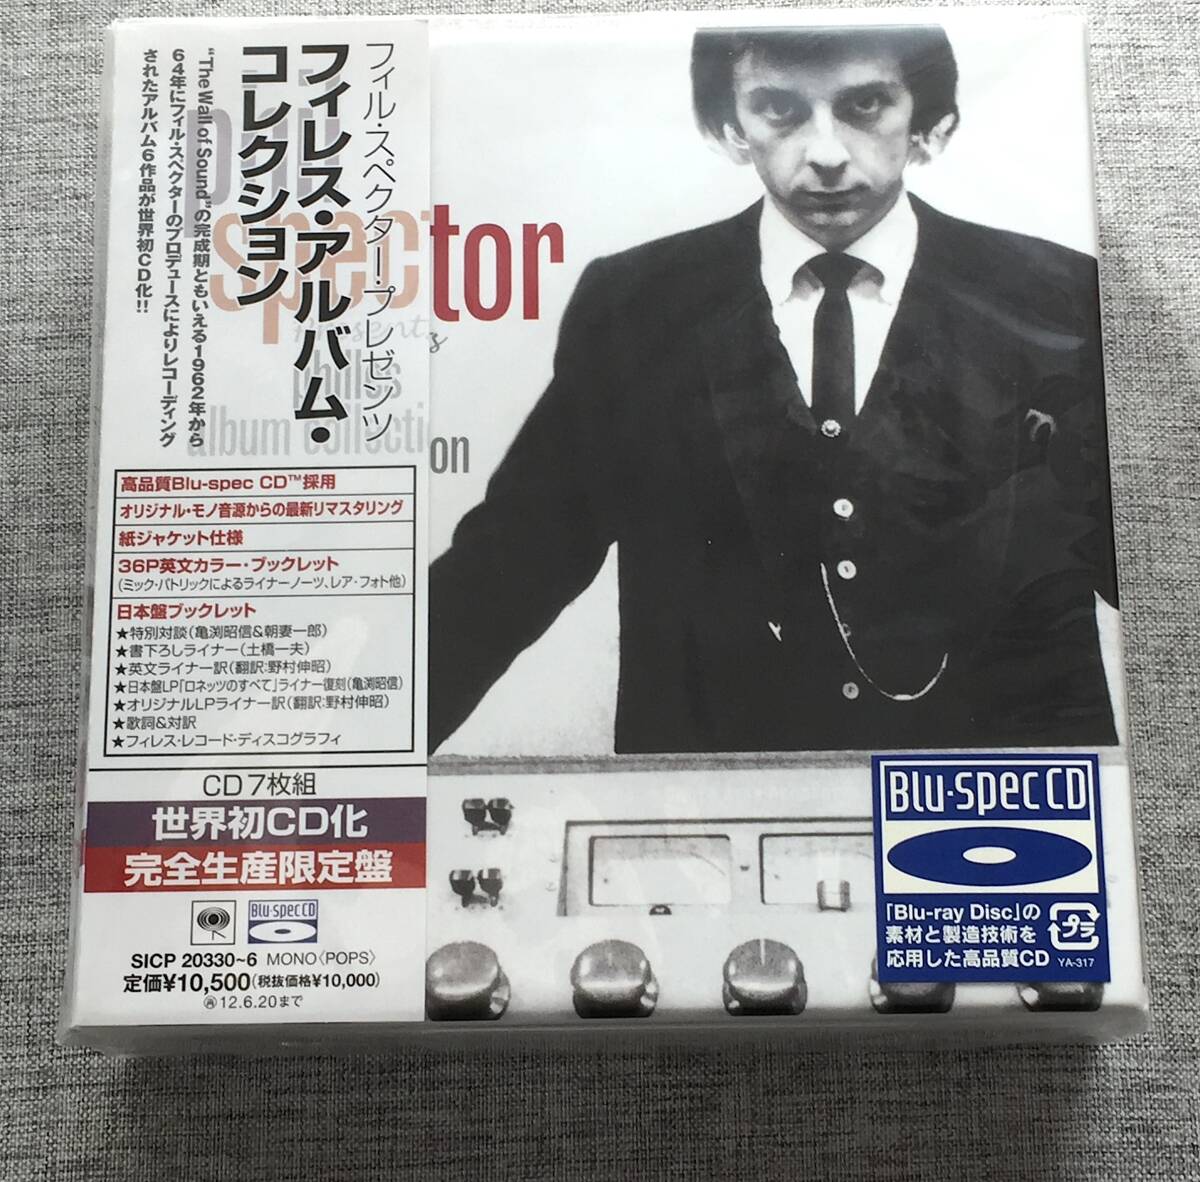 フィル・スペクター・プレゼンツ
フィレス・アルバム・
コレクション
“The Wall of Sound”の完成期ともいえる1962年から
64年にフィル・スペクターのプロデュースによりレコーディング
されたアルバム6作品が世界初CD化!!
phil
spector
presents
philles
album collection
高品質Blu-spec CD™採用
オリジナル・モノ音源からの最新リマスタリング
紙ジャケット仕様
36P英文カラー・ブックレット
(ミック・パトリックによるライナーノーツ、レア・フォト他)
日本盤ブックレット
★特別対談(亀渕昭信&朝妻一郎)
★書下ろしライナー(土橋一夫)
★英文ライナー訳(翻訳:野村伸昭)
★日本盤LP「ロネッツのすべて」ライナー復刻(亀渕昭信)
★オリジナルLPライナー訳(翻訳:野村伸昭)
★歌詞&対訳
★フィレス・レコード・ディスコグラフィ
CD7枚組
世界初CD化
完全生産限定盤
Blu-specCD
SICP 20330~6 MONO〈POPS〉
定価¥10,500(税抜価格¥10,000)
12.6.20まで
Blu-specCD
「Blu-ray Disc」の
素材と製造技術を
応用した高品質CD
プラ
YA-317